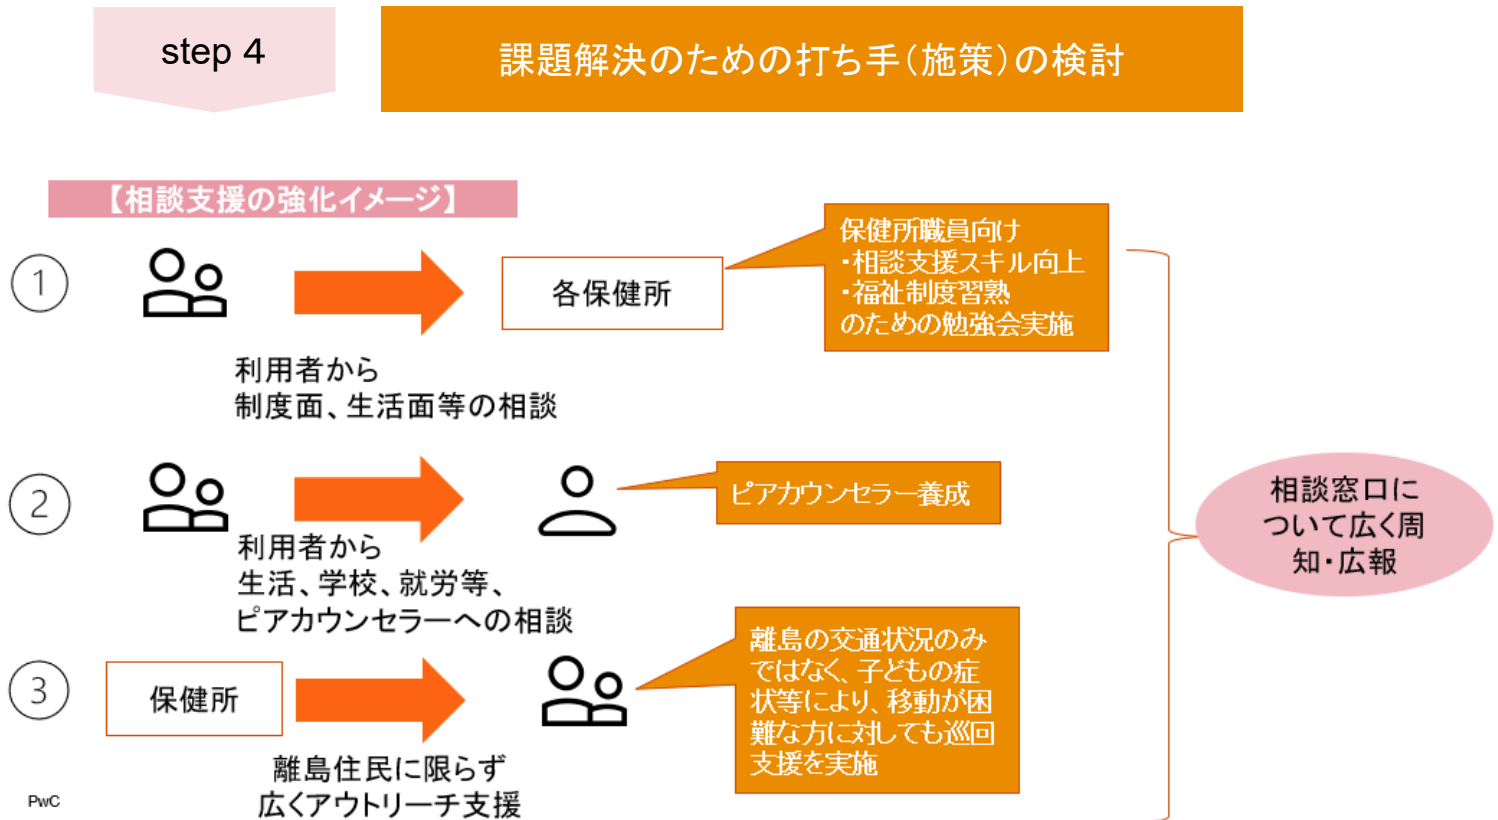 step 4
課題解決のための打ち手（施策）の検討
【相談支援の強化イメージ】
①
各保健所
保健所職員向け
・相談支援スキル向上
・福祉制度習熟
のための勉強会実施
利用者から
制度面、生活面等の相談
②
ピアカウンセラー養成
利用者から
生活、学校、就労等、
ピアカウンセラーへの相談
相談窓口に
ついて広く周
知・広報
③
保健所
離島の交通状況のみ
ではなく、子どもの症
状等により、移動が困
難な方に対しても巡回
支援を実施
離島住民に限らず
広くアウトリーチ支援
PwC